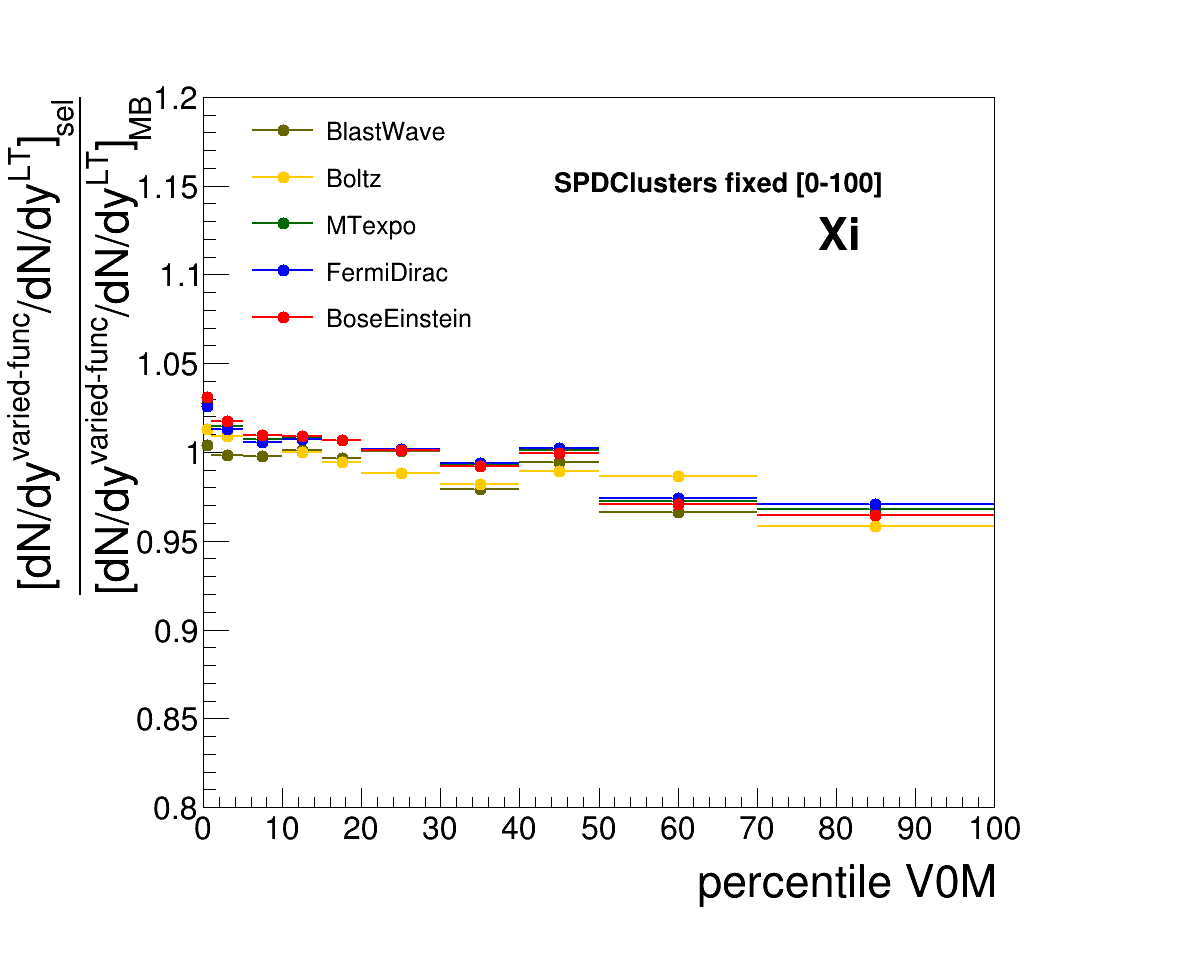 [dN/dy^varied-func/dN/dy^LT]_sel
[dN/dy^varied-func/dN/dy^LT]_MB
1.2
1.15
1.1
1.05
1
0.95
0.9
0.85
0.8
BlastWave
Boltz
MTexpo
FermiDirac
BoseEinstein
SPDClusters fixed [0-100]
Xi
0 10 20 30 40 50 60 70 80 90 100
percentile V0M